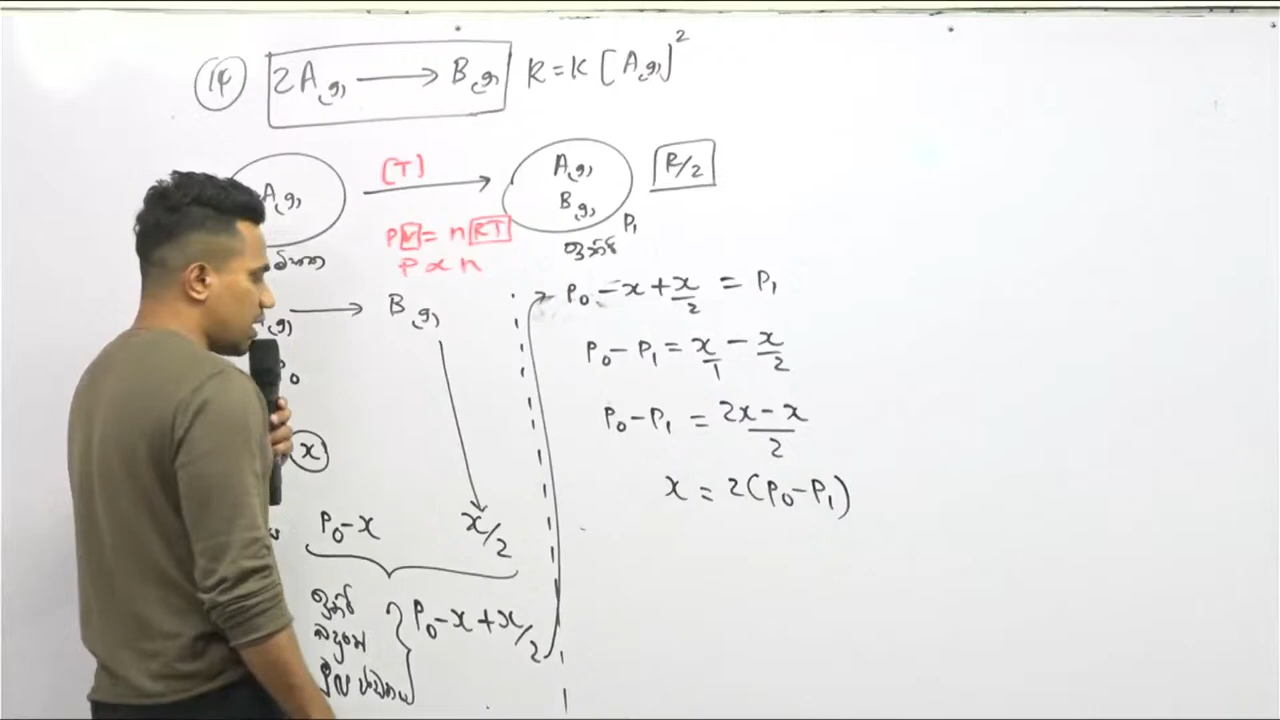 14 2A(g) ⟶ B(g) R = K [A(g)]²
A(g) (T) ⟶ A(g) B(g) R/2
PV = nRT P₁
P ∝ n
⟶ B(g)
P₀ - x + x/2 = P₁
P₀ - P₁ = x/1 - x/2
P₀
P₀ - P₁ = (2x - x)/2
x
x = 2(P₀ - P₁)
P₀ - x x/2
P₀ - x + x/2